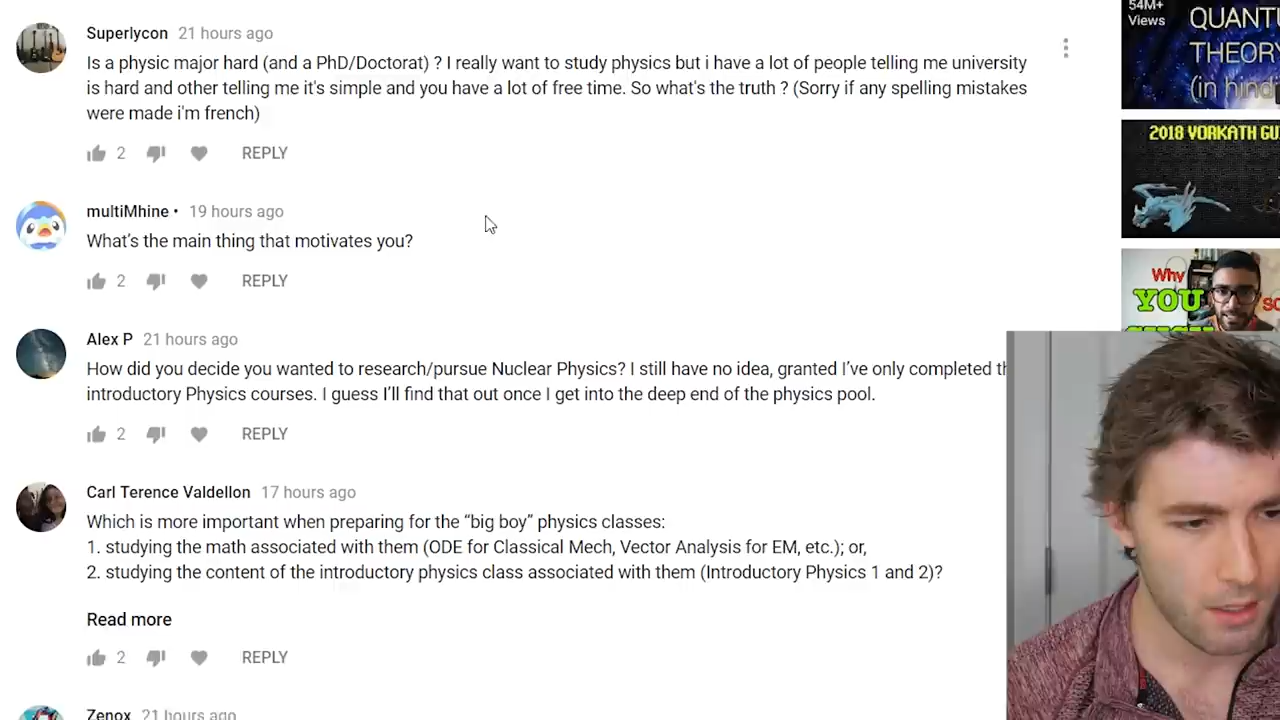 Superlycon 21 hours ago
Is a physic major hard (and a PhD/Doctorat) ? I really want to study physics but i have a lot of people telling me university
is hard and other telling me it's simple and you have a lot of free time. So what's the truth ? (Sorry if any spelling mistakes
were made i'm french)
2 REPLY
multiMhine • 19 hours ago
What's the main thing that motivates you?
2 REPLY
Alex P 21 hours ago
How did you decide you wanted to research/pursue Nuclear Physics? I still have no idea, granted I've only completed
introductory Physics courses. I guess I'll find that out once I get into the deep end of the physics pool.
2 REPLY
Carl Terence Valdellon 17 hours ago
Which is more important when preparing for the “big boy” physics classes:
1. studying the math associated with them (ODE for Classical Mech, Vector Analysis for EM, etc.); or,
2. studying the content of the introductory physics class associated with them (Introductory Physics 1 and 2)?
Read more
2 REPLY
Zenox 21 hours ago
54M+
Views
QUANT
THEORY
(in hindi
2018 VORKATH GU
Why
YOU